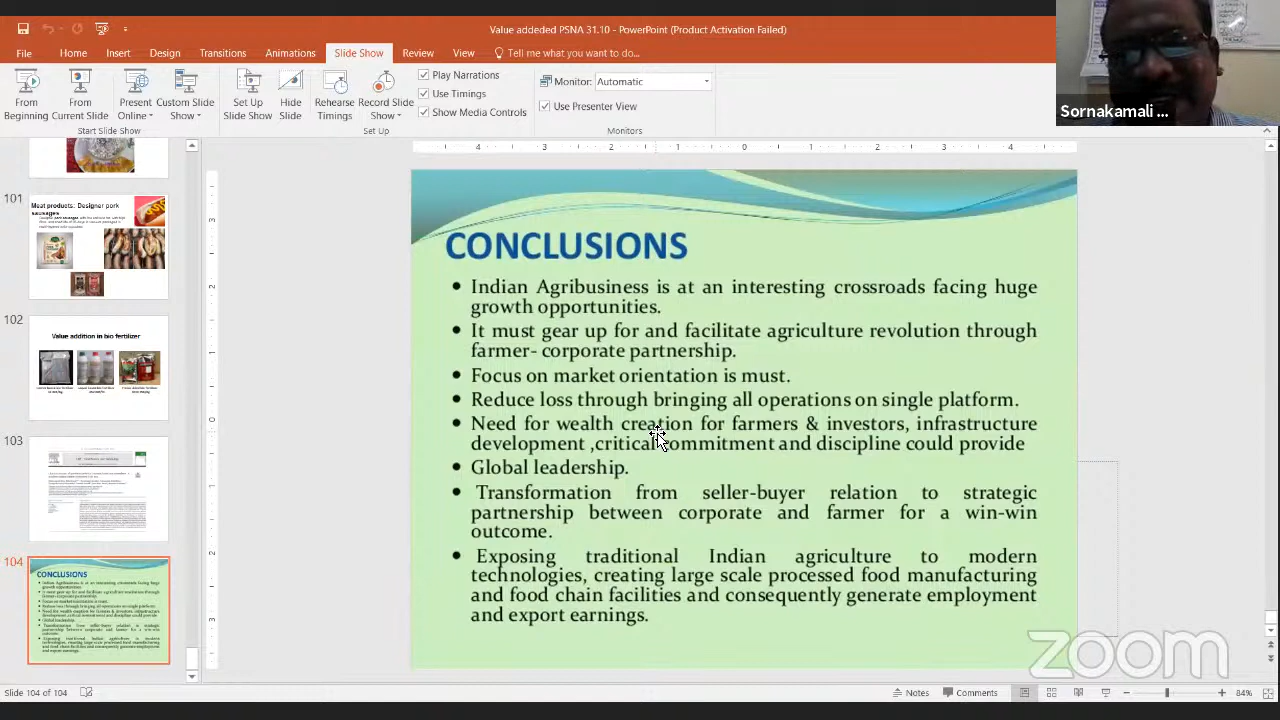 Value addeded PSNA 31.10 - PowerPoint (Product Activation Failed)
File Home Insert Design Transitions Animations Slide Show Review View Tell me what you want to do...
From Beginning
From Current Slide
Present Online
Custom Slide Show
Set Up Slide Show
Hide Slide
Rehearse Timings
Record Slide Show
Play Narrations
Use Timings
Show Media Controls
Monitor: Automatic
Use Presenter View
Start Slide Show
Set Up
Monitors
Sornakamali ...
101
Meat products: Designer pork
sausages
102
Value addition in bio fertilizer
103
104
CONCLUSIONS
CONCLUSIONS
• Indian Agribusiness is at an interesting crossroads facing huge
growth opportunities.
• It must gear up for and facilitate agriculture revolution through
farmer- corporate partnership.
• Focus on market orientation is must.
• Reduce loss through bringing all operations on single platform.
• Need for wealth creation for farmers & investors, infrastructure
development ,critical commitment and discipline could provide
• Global leadership.
• Transformation from seller-buyer relation to strategic
partnership between corporate and farmer for a win-win
outcome.
• Exposing traditional Indian agriculture to modern
technologies, creating large scale processed food manufacturing
and food chain facilities and consequently generate employment
and export earnings.
zoom
Slide 104 of 104
Notes
Comments
84%